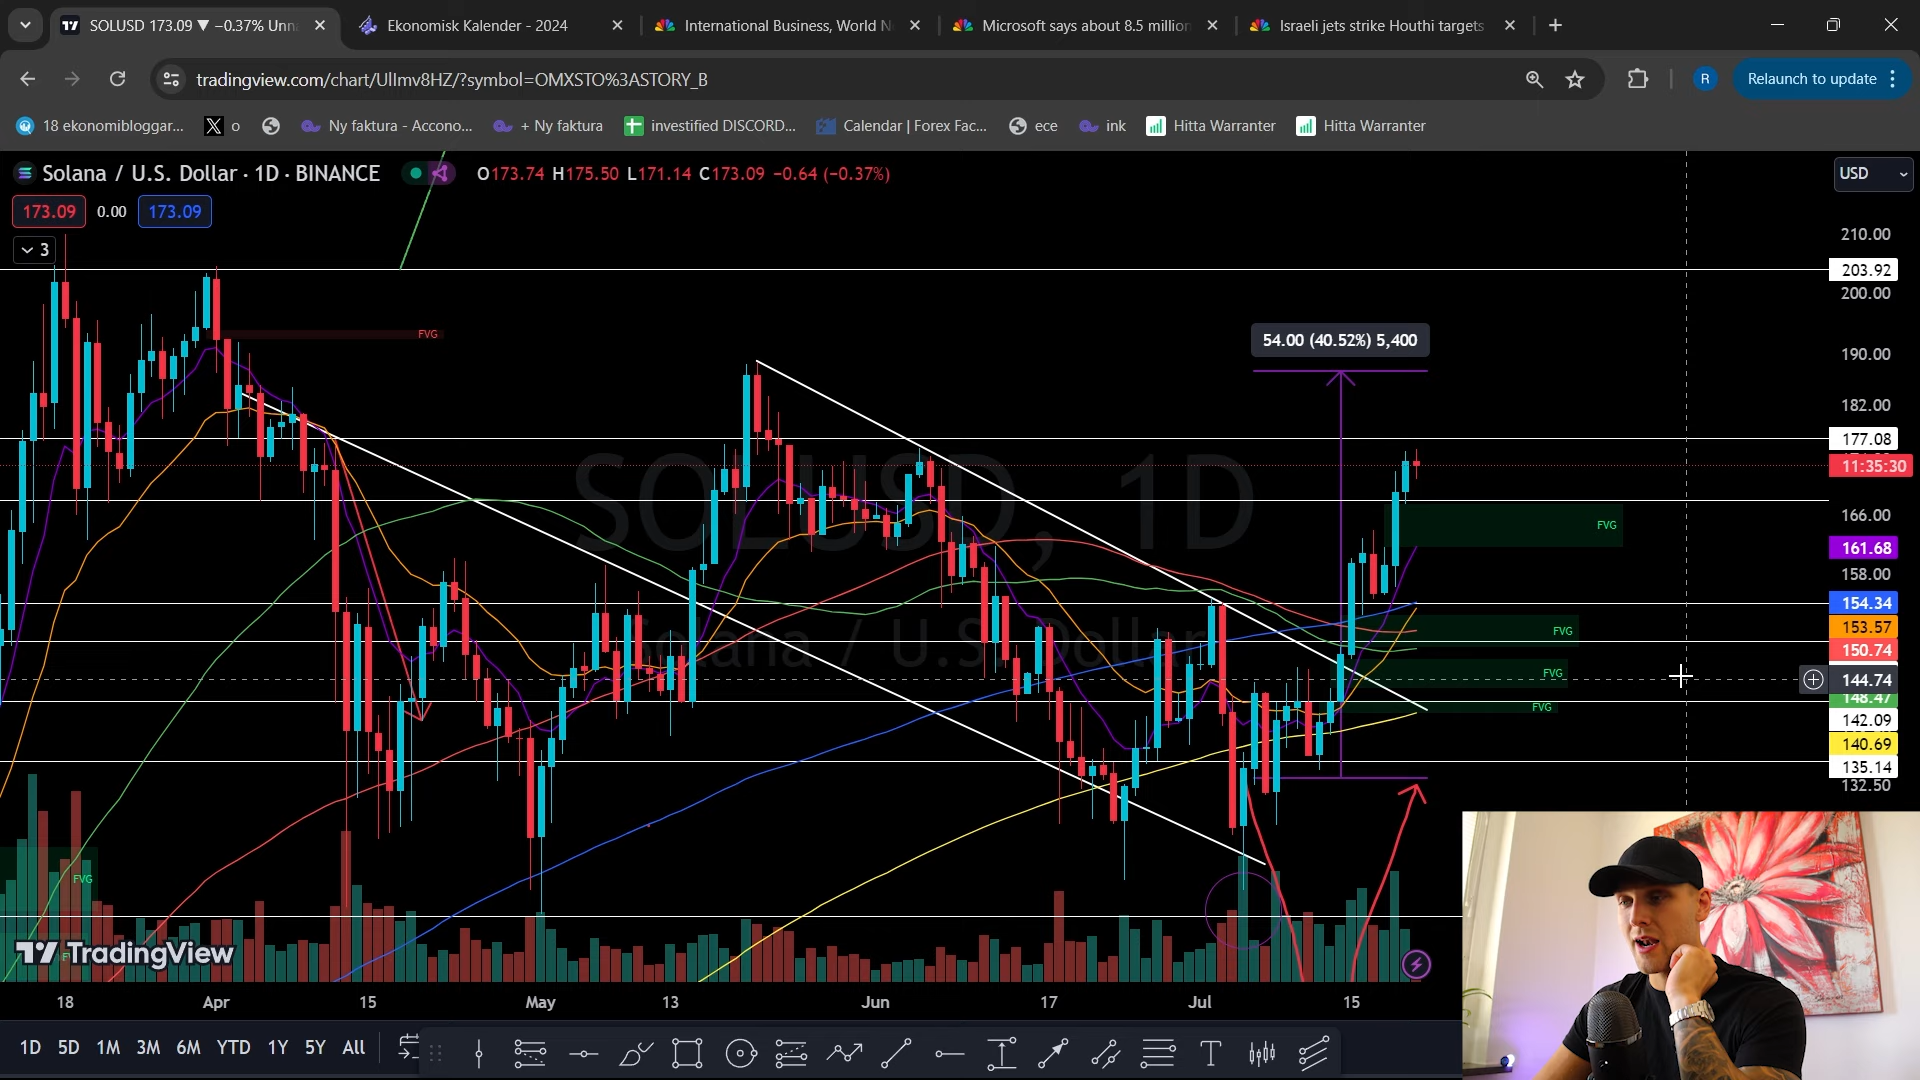 SOLUSD 173.09 ▼ −0.37% Unn
Ekonomisk Kalender - 2024
International Business, World N
Microsoft says about 8.5 million
Israeli jets strike Houthi targets
tradingview.com/chart/UlImv8HZ/?symbol=OMXSTO%3ASTORY_B
R
Relaunch to update
18 ekonomibloggar...
o
Ny faktura - Accono...
+ Ny faktura
investified DISCORD...
Calendar | Forex Fac...
ece
ink
Hitta Warranter
Hitta Warranter
Solana / U.S. Dollar · 1D · BINANCE
O173.74 H175.50 L171.14 C173.09 −0.64 (−0.37%)
USD
173.09
0.00
173.09
3
210.00
203.92
200.00
FVG
54.00 (40.52%) 5,400
190.00
182.00
177.08
11:35:30
SOLUSD, 1D
166.00
FVG
161.68
158.00
154.34
153.57
FVG
Solana / U.S. Dollar
150.74
FVG
144.74
148.47
FVG
142.09
140.69
135.14
132.50
FVG
TradingView
18
Apr
15
May
13
Jun
17
Jul
15
1D
5D
1M
3M
6M
YTD
1Y
5Y
All
T